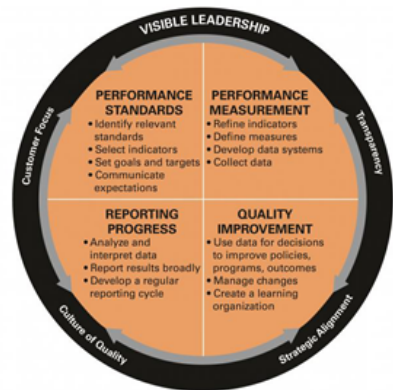 VISIBLE LEADERSHIP
Customer Focus
Transparency
PERFORMANCE
STANDARDS
• Identify relevant
standards
• Select indicators
• Set goals and targets
• Communicate
expectations
PERFORMANCE
MEASUREMENT
• Refine indicators
• Define measures
• Develop data systems
• Collect data
REPORTING
PROGRESS
• Analyze and
interpret data
• Report results broadly
• Develop a regular
reporting cycle
QUALITY
IMPROVEMENT
• Use data for decisions
to improve policies,
programs, outcomes
• Manage changes
• Create a learning
organization
Culture of Quality
Strategic Alignment